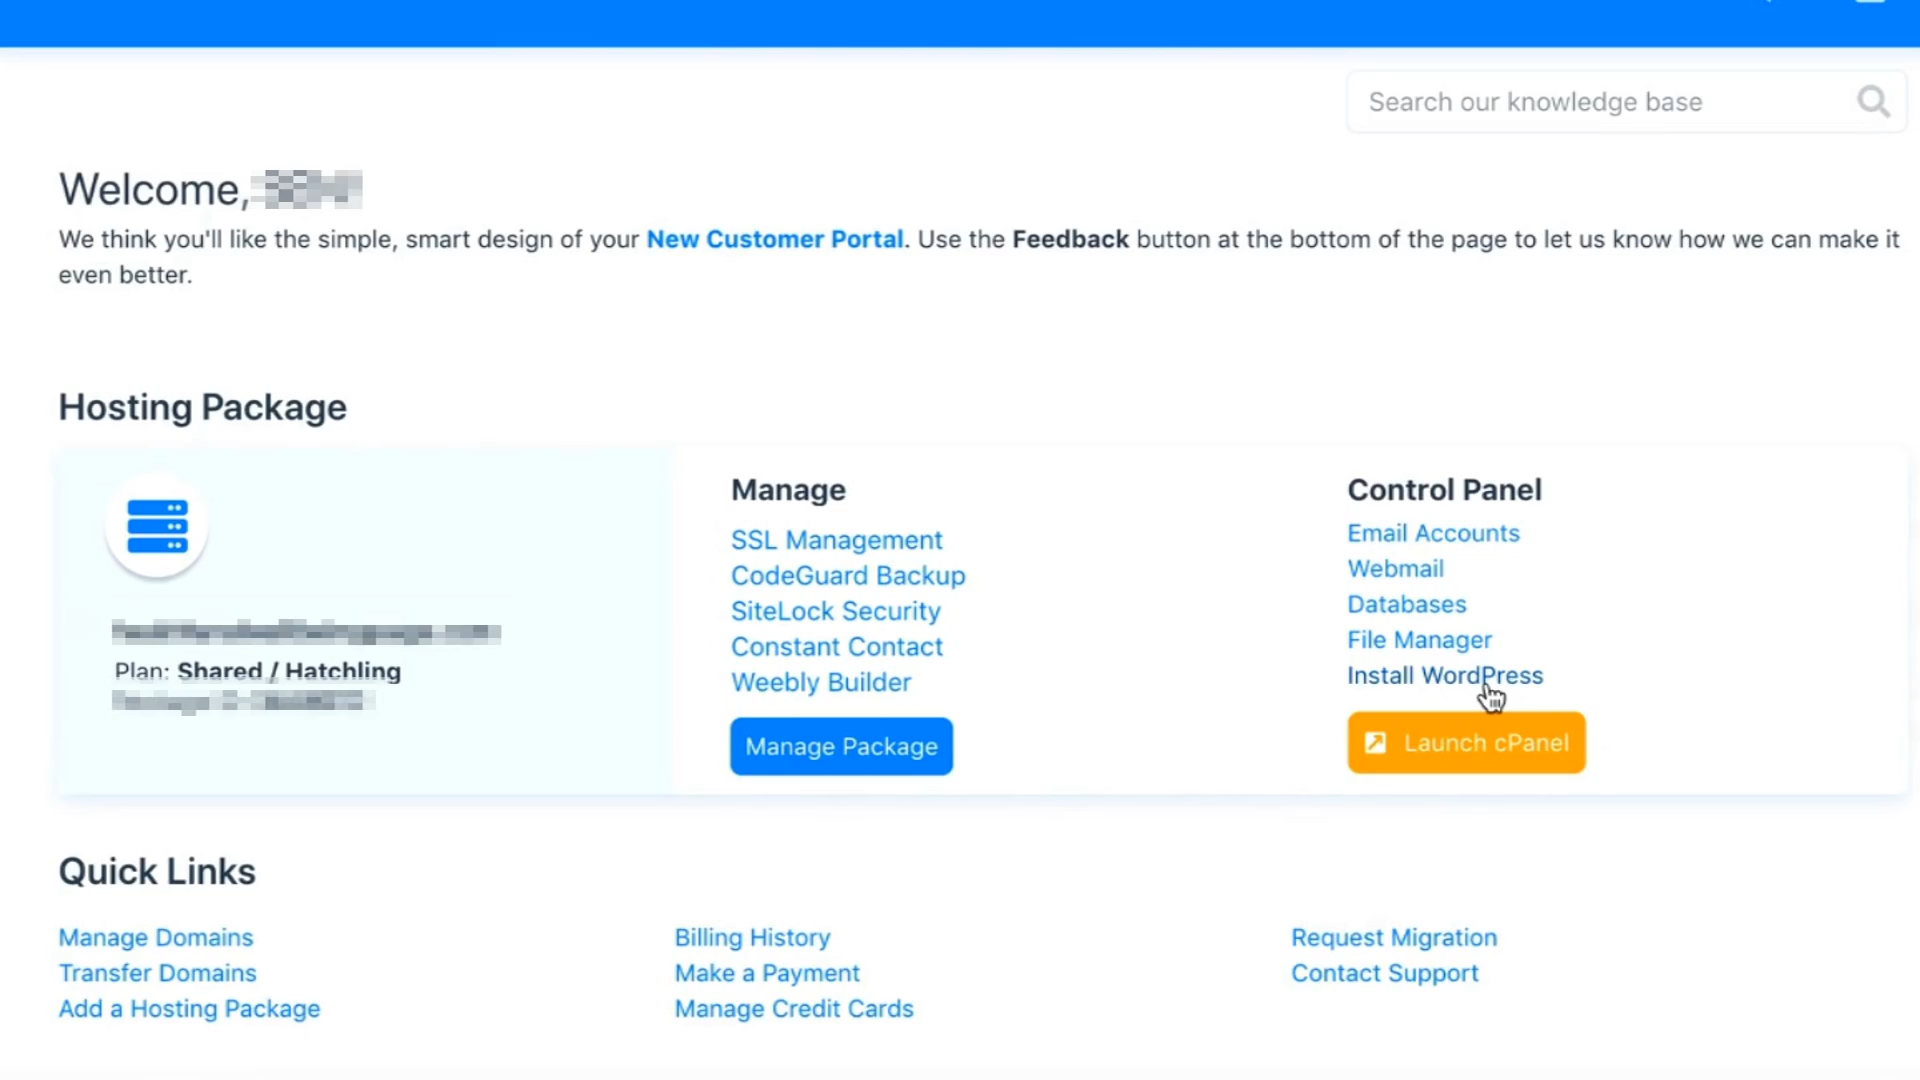 Search our knowledge base
Welcome,
We think you'll like the simple, smart design of your New Customer Portal. Use the Feedback button at the bottom of the page to let us know how we can make it
even better.
Hosting Package
Plan: Shared / Hatchling
Manage
SSL Management
CodeGuard Backup
SiteLock Security
Constant Contact
Weebly Builder
Manage Package
Control Panel
Email Accounts
Webmail
Databases
File Manager
Install WordPress
Launch cPanel
Quick Links
Manage Domains
Transfer Domains
Add a Hosting Package
Billing History
Make a Payment
Manage Credit Cards
Request Migration
Contact Support